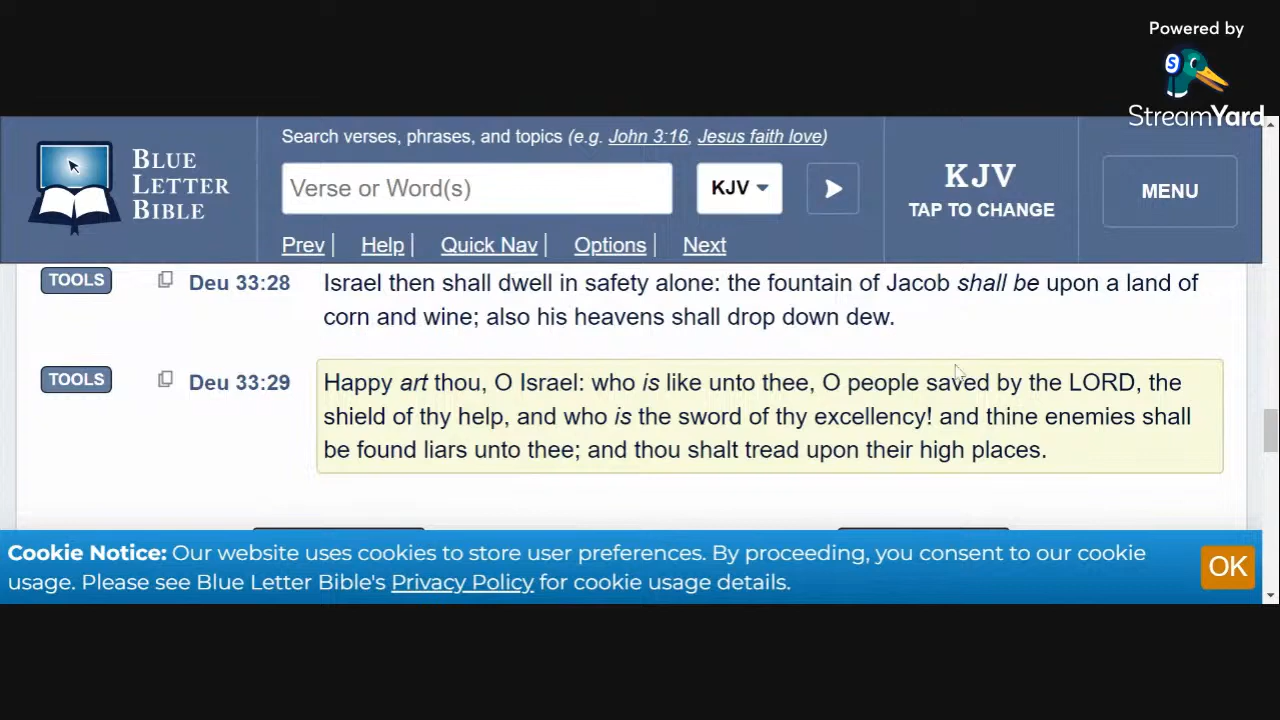 Powered by
StreamYard
BLUE
LETTER
BIBLE
Search verses, phrases, and topics (e.g. John 3:16, Jesus faith love)
Verse or Word(s)
KJV
KJV
TAP TO CHANGE
MENU
Prev | Help | Quick Nav | Options | Next
TOOLS Deu 33:28 Israel then shall dwell in safety alone: the fountain of Jacob shall be upon a land of
corn and wine; also his heavens shall drop down dew.
TOOLS Deu 33:29 Happy art thou, O Israel: who is like unto thee, O people saved by the LORD, the
shield of thy help, and who is the sword of thy excellency! and thine enemies shall
be found liars unto thee; and thou shalt tread upon their high places.
Cookie Notice: Our website uses cookies to store user preferences. By proceeding, you consent to our cookie
usage. Please see Blue Letter Bible's Privacy Policy for cookie usage details.
OK